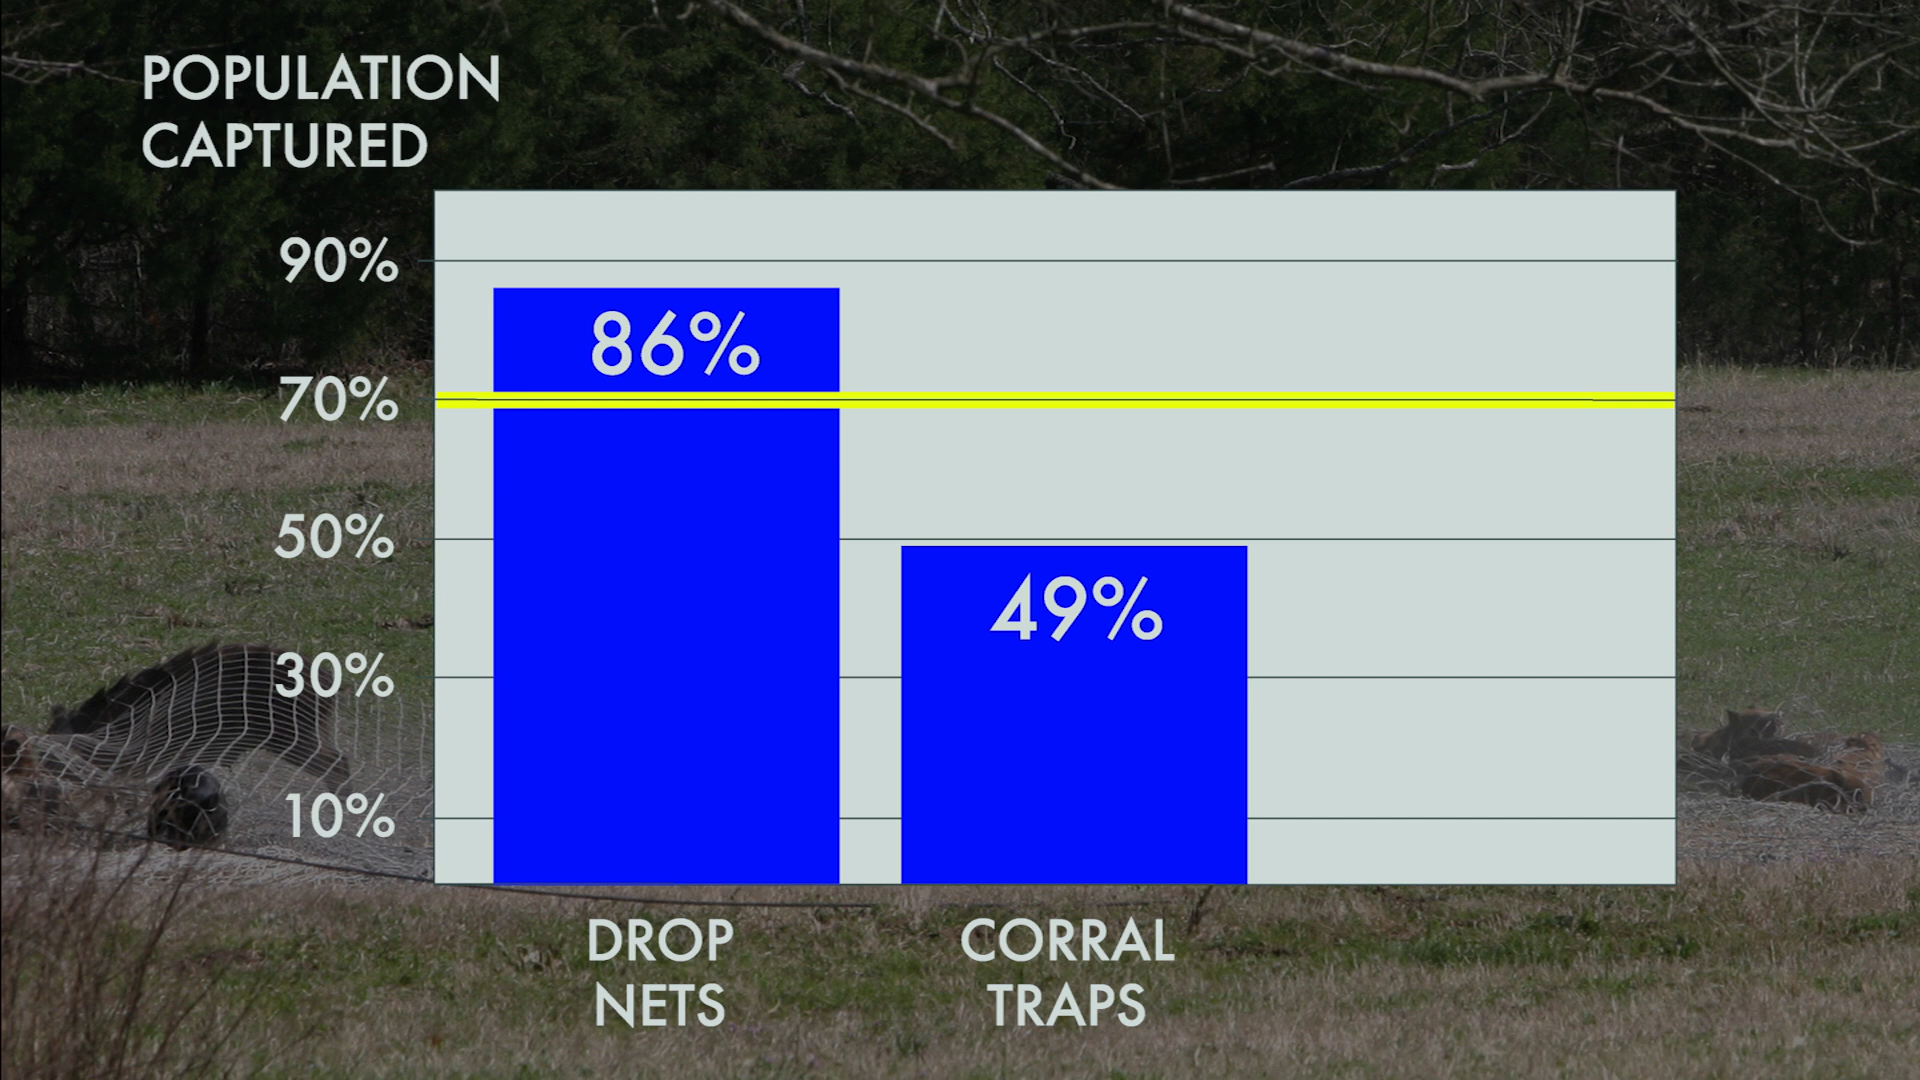 POPULATION
CAPTURED
90%
86%
70%
50%
49%
30%
10%
DROP
NETS
CORRAL
TRAPS